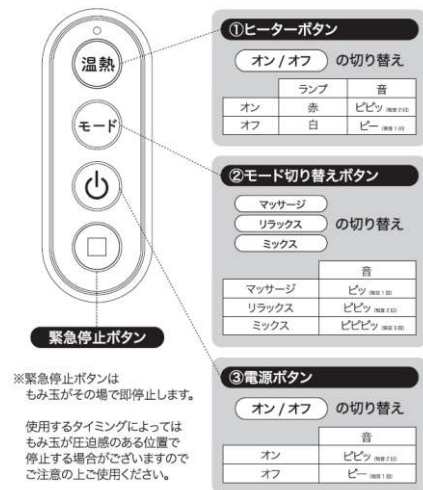 温熱
モード
緊急停止ボタン
※緊急停止ボタンは
もみ玉がその場で即停止します。
使用するタイミングによっては
もみ玉が圧迫感のある位置で
停止する場合がございますので
ご注意の上ご使用ください。
①ヒーターボタン
オン / オフ の切り替え
ランプ 音
オン 赤 ピピッ
オフ 白 ピー
②モード切り替えボタン
マッサージ
リラックス の切り替え
ミックス
音
マッサージ ピッ
リラックス ピピッ
ミックス ピピピッ
③電源ボタン
オン / オフ の切り替え
音
オン ピピッ
オフ ピー